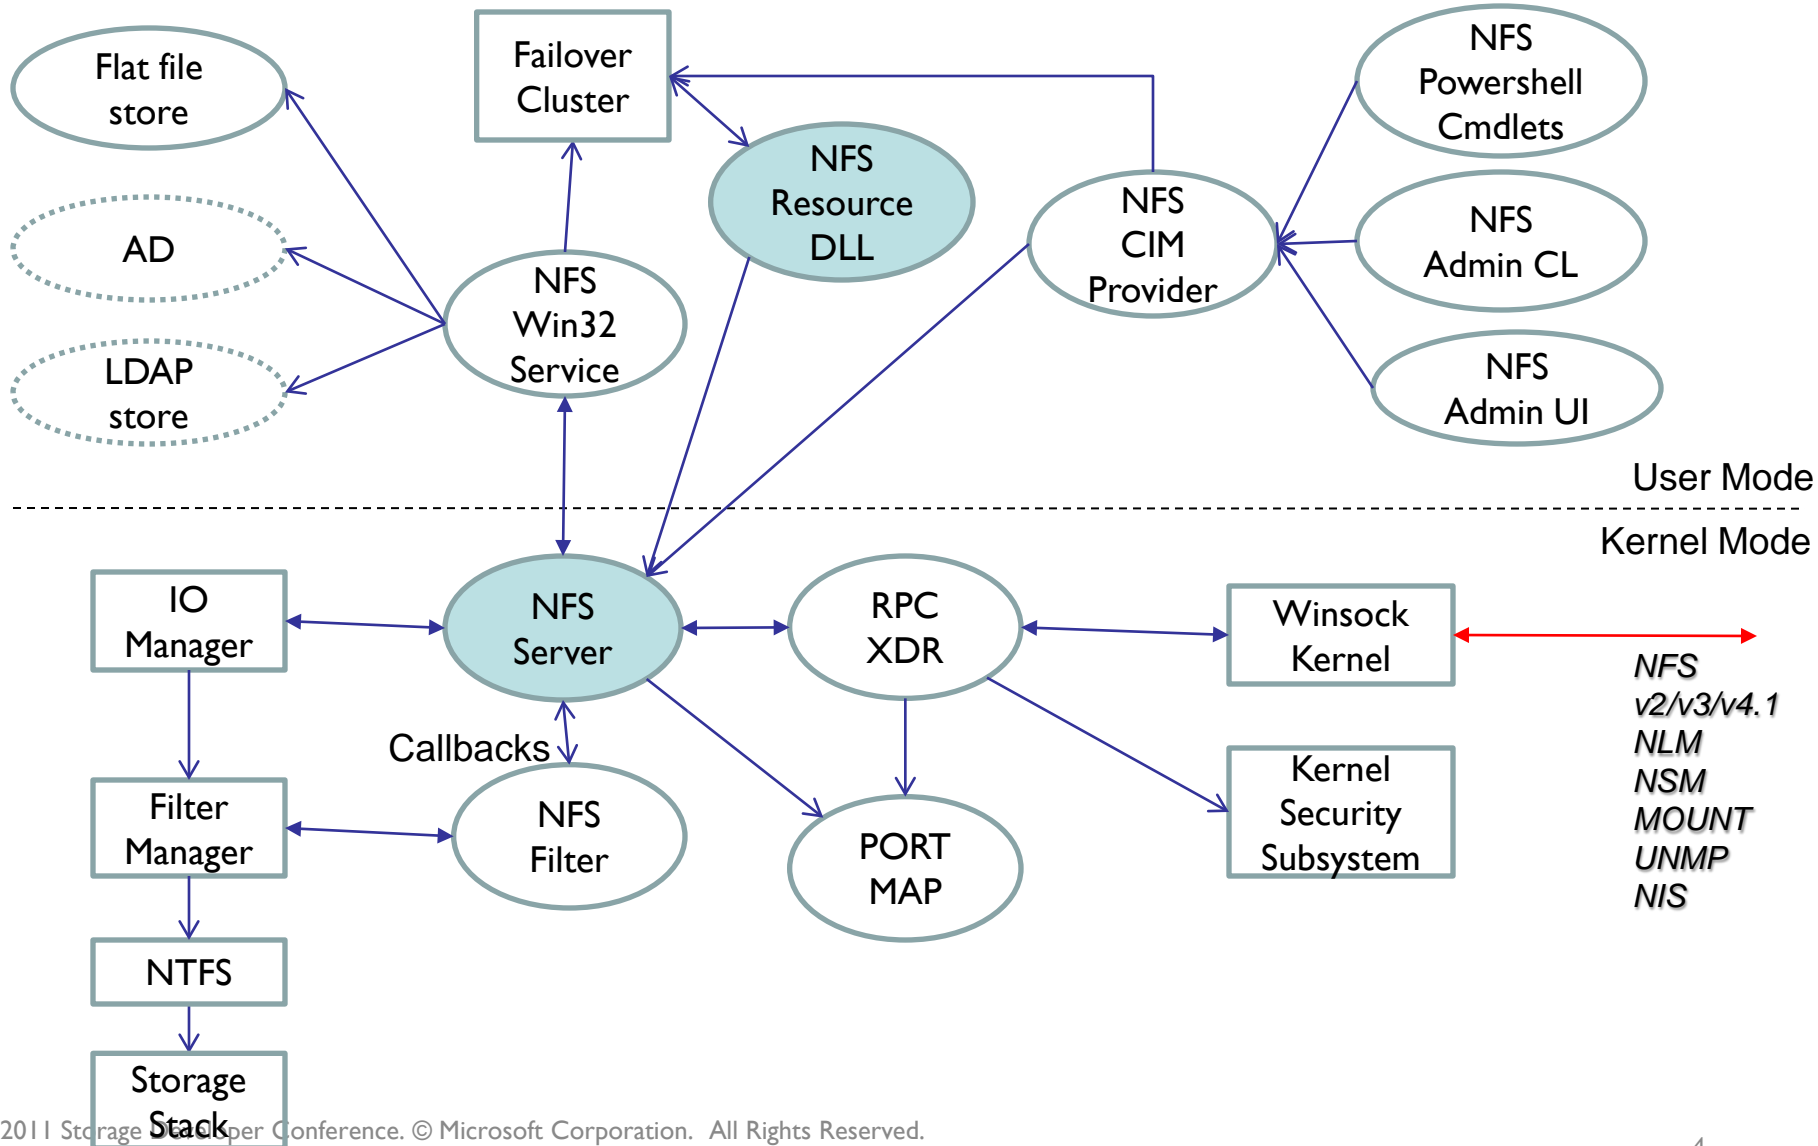 Flat file
store
Failover
Cluster
NFS
Powershell
Cmdlets
NFS
Resource
DLL
NFS
CIM
Provider
NFS
Admin CL
AD
NFS
Win32
Service
LDAP
store
NFS
Admin UI
User Mode
Kernel Mode
IO
Manager
NFS
Server
RPC
XDR
Winsock
Kernel
NFS
v2/v3/v4.1
NLM
NSM
MOUNT
UNMP
NIS
Callbacks
Filter
Manager
NFS
Filter
PORT
MAP
Kernel
Security
Subsystem
NTFS
Storage
Stack
2011 Storage Developer Conference. © Microsoft Corporation. All Rights Reserved.
4